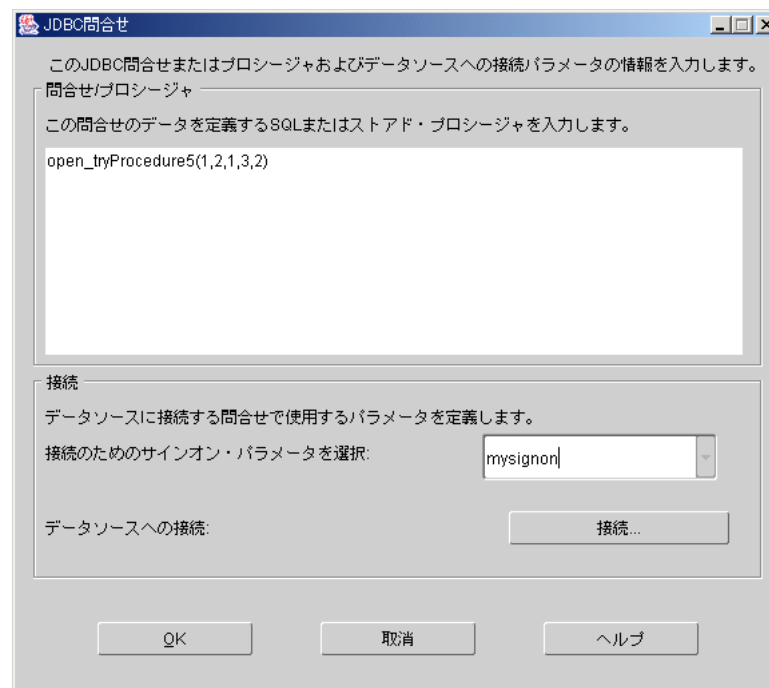 JDBC問合せ
このJDBC問合せまたはプロシージャおよびデータソースへの接続パラメータの情報を入力します。
問合せ/プロシージャ
この問合せのデータを定義するSQLまたはストアド・プロシージャを入力します。
open_tryProcedure5(1,2,1,3,2)
接続
データソースに接続する問合せで使用するパラメータを定義します。
接続のためのサインオン・パラメータを選択:
mysignon
データソースへの接続:
接続...
OK
取消
ヘルプ